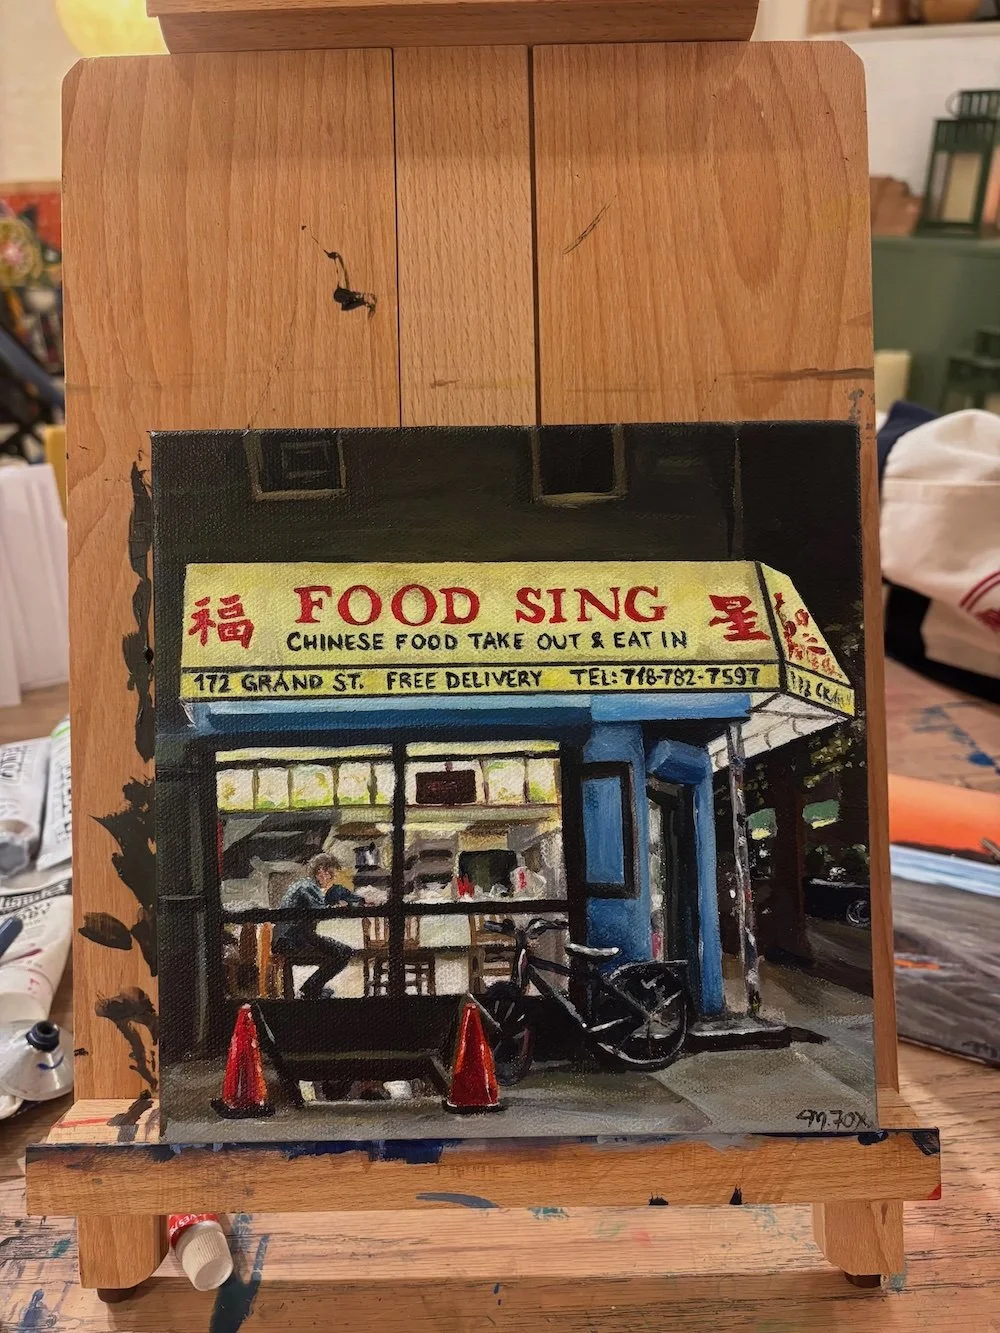 福 FOOD SING 星
CHINESE FOOD TAKE OUT & EAT IN
172 GRAND ST. FREE DELIVERY TEL:718-782-7597
M.FOX